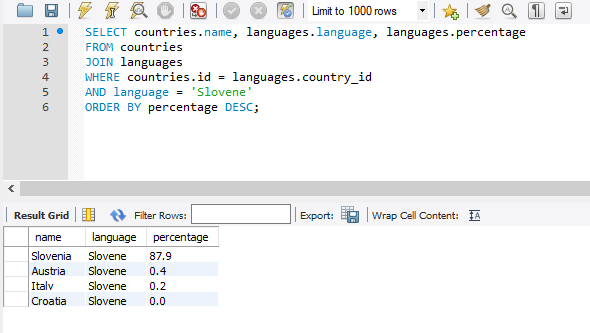 Limit to 1000 rows
1 SELECT countries.name, languages.language, languages.percentage
2 FROM countries
3 JOIN languages
4 WHERE countries.id = languages.country_id
5 AND language = 'Slovene'
6 ORDER BY percentage DESC;
Result Grid Filter Rows: Export: Wrap Cell Content: IA
name language percentage
Slovenia Slovene 87.9
Austria Slovene 0.4
Italy Slovene 0.2
Croatia Slovene 0.0